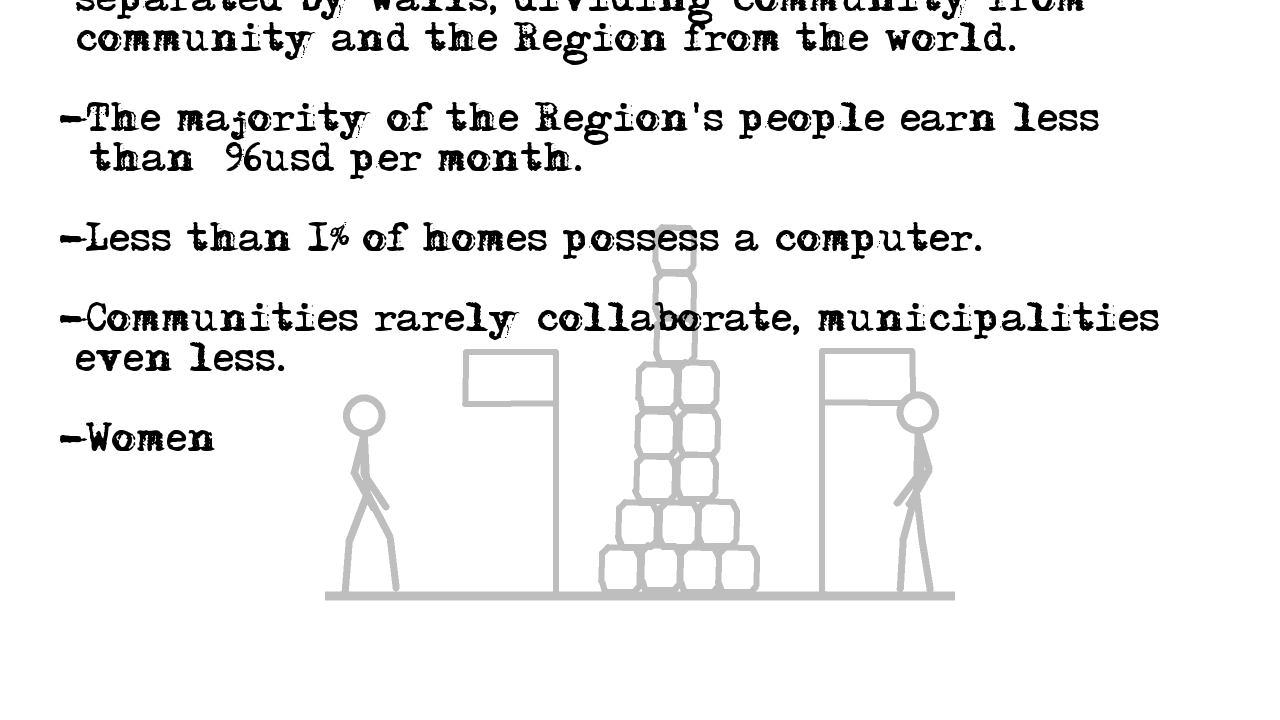 separated by walls, dividing community from
community and the Region from the world.
-The majority of the Region's people earn less
than 96usd per month.
-Less than 1% of homes possess a computer.
-Communities rarely collaborate, municipalities
even less.
-Women